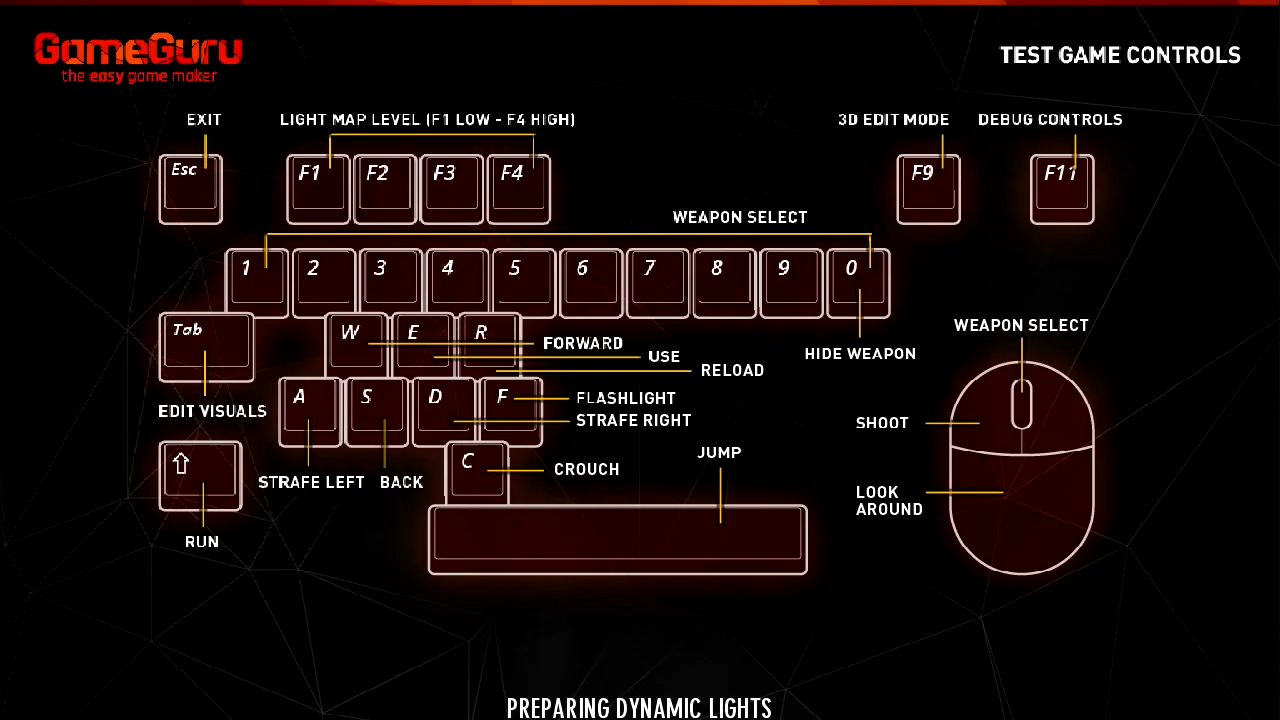 GameGuru
the easy game maker
TEST GAME CONTROLS
EXIT
LIGHT MAP LEVEL (F1 LOW - F4 HIGH)
3D EDIT MODE
DEBUG CONTROLS
Esc
F1
F2
F3
F4
F9
F11
WEAPON SELECT
1
2
3
4
5
6
7
8
9
0
Tab
W
E
R
FORWARD
USE
RELOAD
HIDE WEAPON
WEAPON SELECT
EDIT VISUALS
A
S
D
F
FLASHLIGHT
STRAFE RIGHT
SHOOT
STRAFE LEFT
BACK
C
CROUCH
JUMP
LOOK
AROUND
RUN
PREPARING DYNAMIC LIGHTS